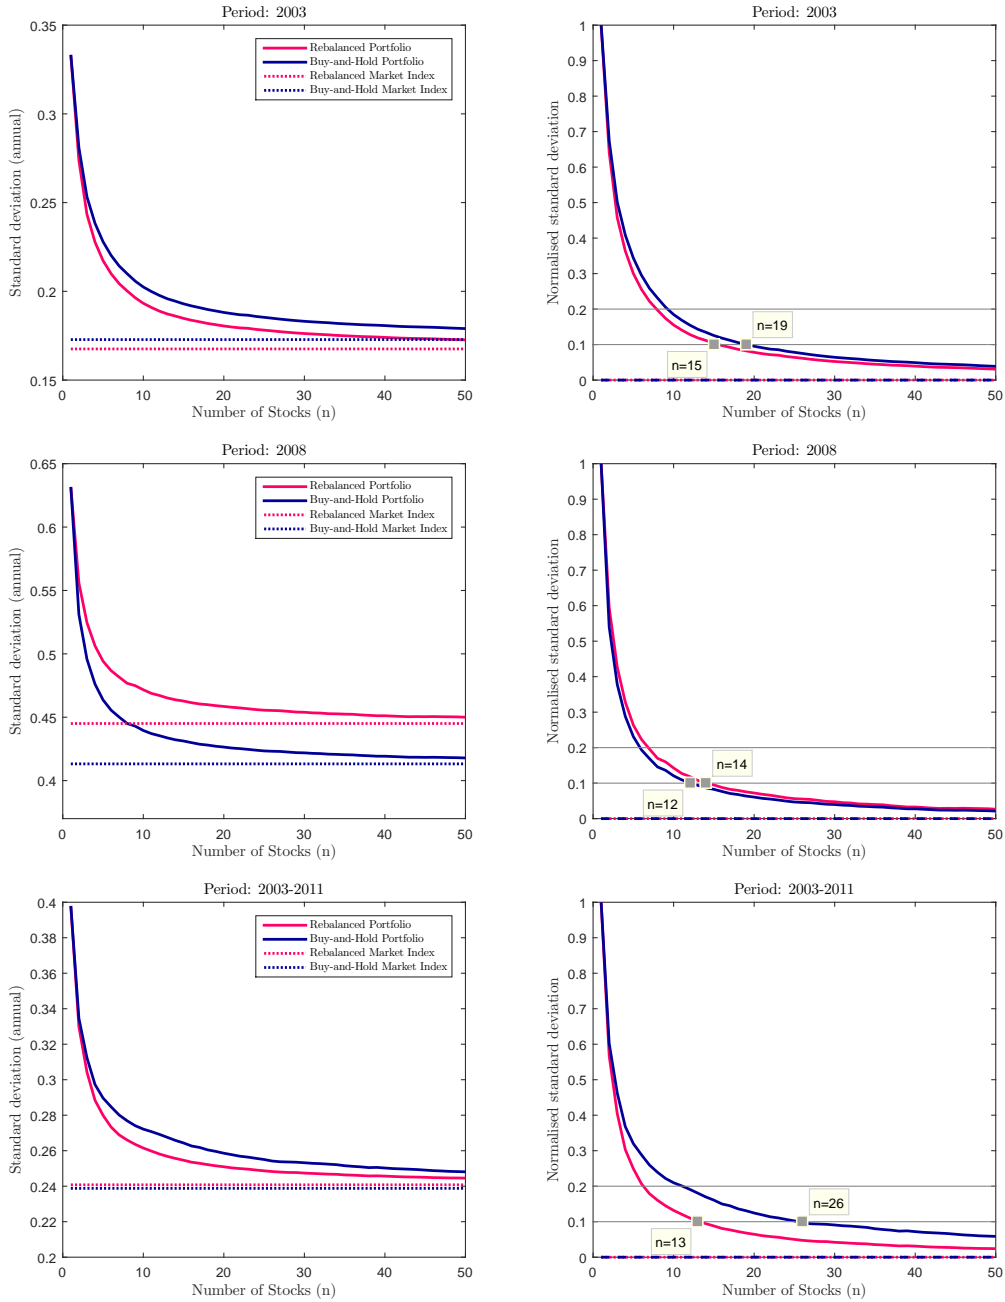 Period: 2003
Standard deviation (annual)
0.35
0.3
0.25
0.2
0.15
0
10
20
30
40
50
Number of Stocks (n)
Rebalanced Portfolio
Buy-and-Hold Portfolio
Rebalanced Market Index
Buy-and-Hold Market Index
Period: 2003
Normalised standard deviation
1
0.9
0.8
0.7
0.6
0.5
0.4
0.3
0.2
0.1
0
n=19
n=15
0
10
20
30
40
50
Number of Stocks (n)
Period: 2008
Standard deviation (annual)
0.65
0.6
0.55
0.5
0.45
0.4
0
10
20
30
40
50
Number of Stocks (n)
Rebalanced Portfolio
Buy-and-Hold Portfolio
Rebalanced Market Index
Buy-and-Hold Market Index
Period: 2008
Normalised standard deviation
1
0.9
0.8
0.7
0.6
0.5
0.4
0.3
0.2
0.1
0
n=14
n=12
0
10
20
30
40
50
Number of Stocks (n)
Period: 2003-2011
Standard deviation (annual)
0.4
0.38
0.36
0.34
0.32
0.3
0.28
0.26
0.24
0.22
0.2
0
10
20
30
40
50
Number of Stocks (n)
Rebalanced Portfolio
Buy-and-Hold Portfolio
Rebalanced Market Index
Buy-and-Hold Market Index
Period: 2003-2011
Normalised standard deviation
1
0.9
0.8
0.7
0.6
0.5
0.4
0.3
0.2
0.1
0
n=26
n=13
0
10
20
30
40
50
Number of Stocks (n)